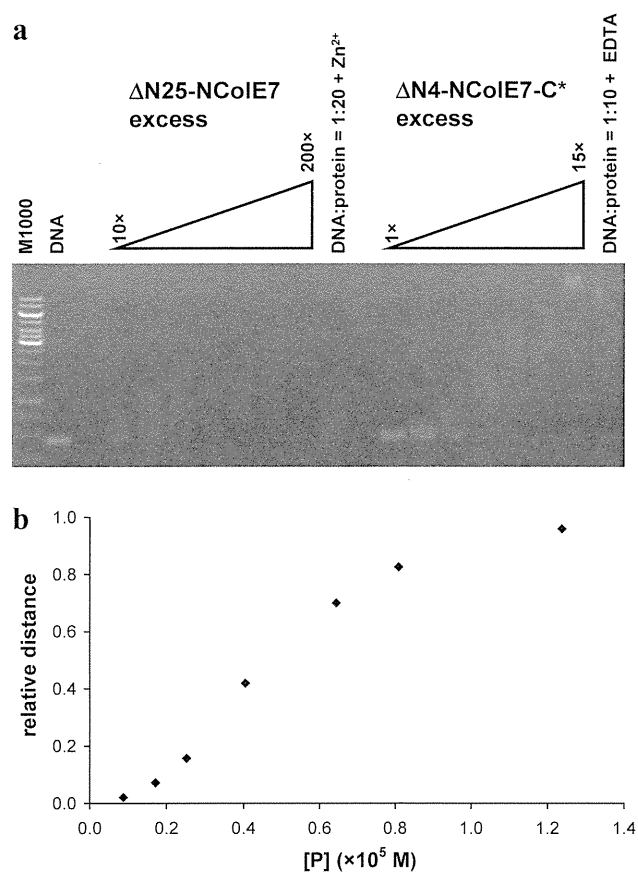 a
ΔN25-NColE7
excess
ΔN4-NColE7-C*
excess
M1000
DNA
10×
200×
DNA:protein = 1:20 + Zn²⁺
1×
15×
DNA:protein = 1:10 + EDTA
b
1.0
0.8
0.6
0.4
0.2
0.0
relative distance
0.0 0.2 0.4 0.6 0.8 1.0 1.2 1.4
[P] (×10⁵ M)